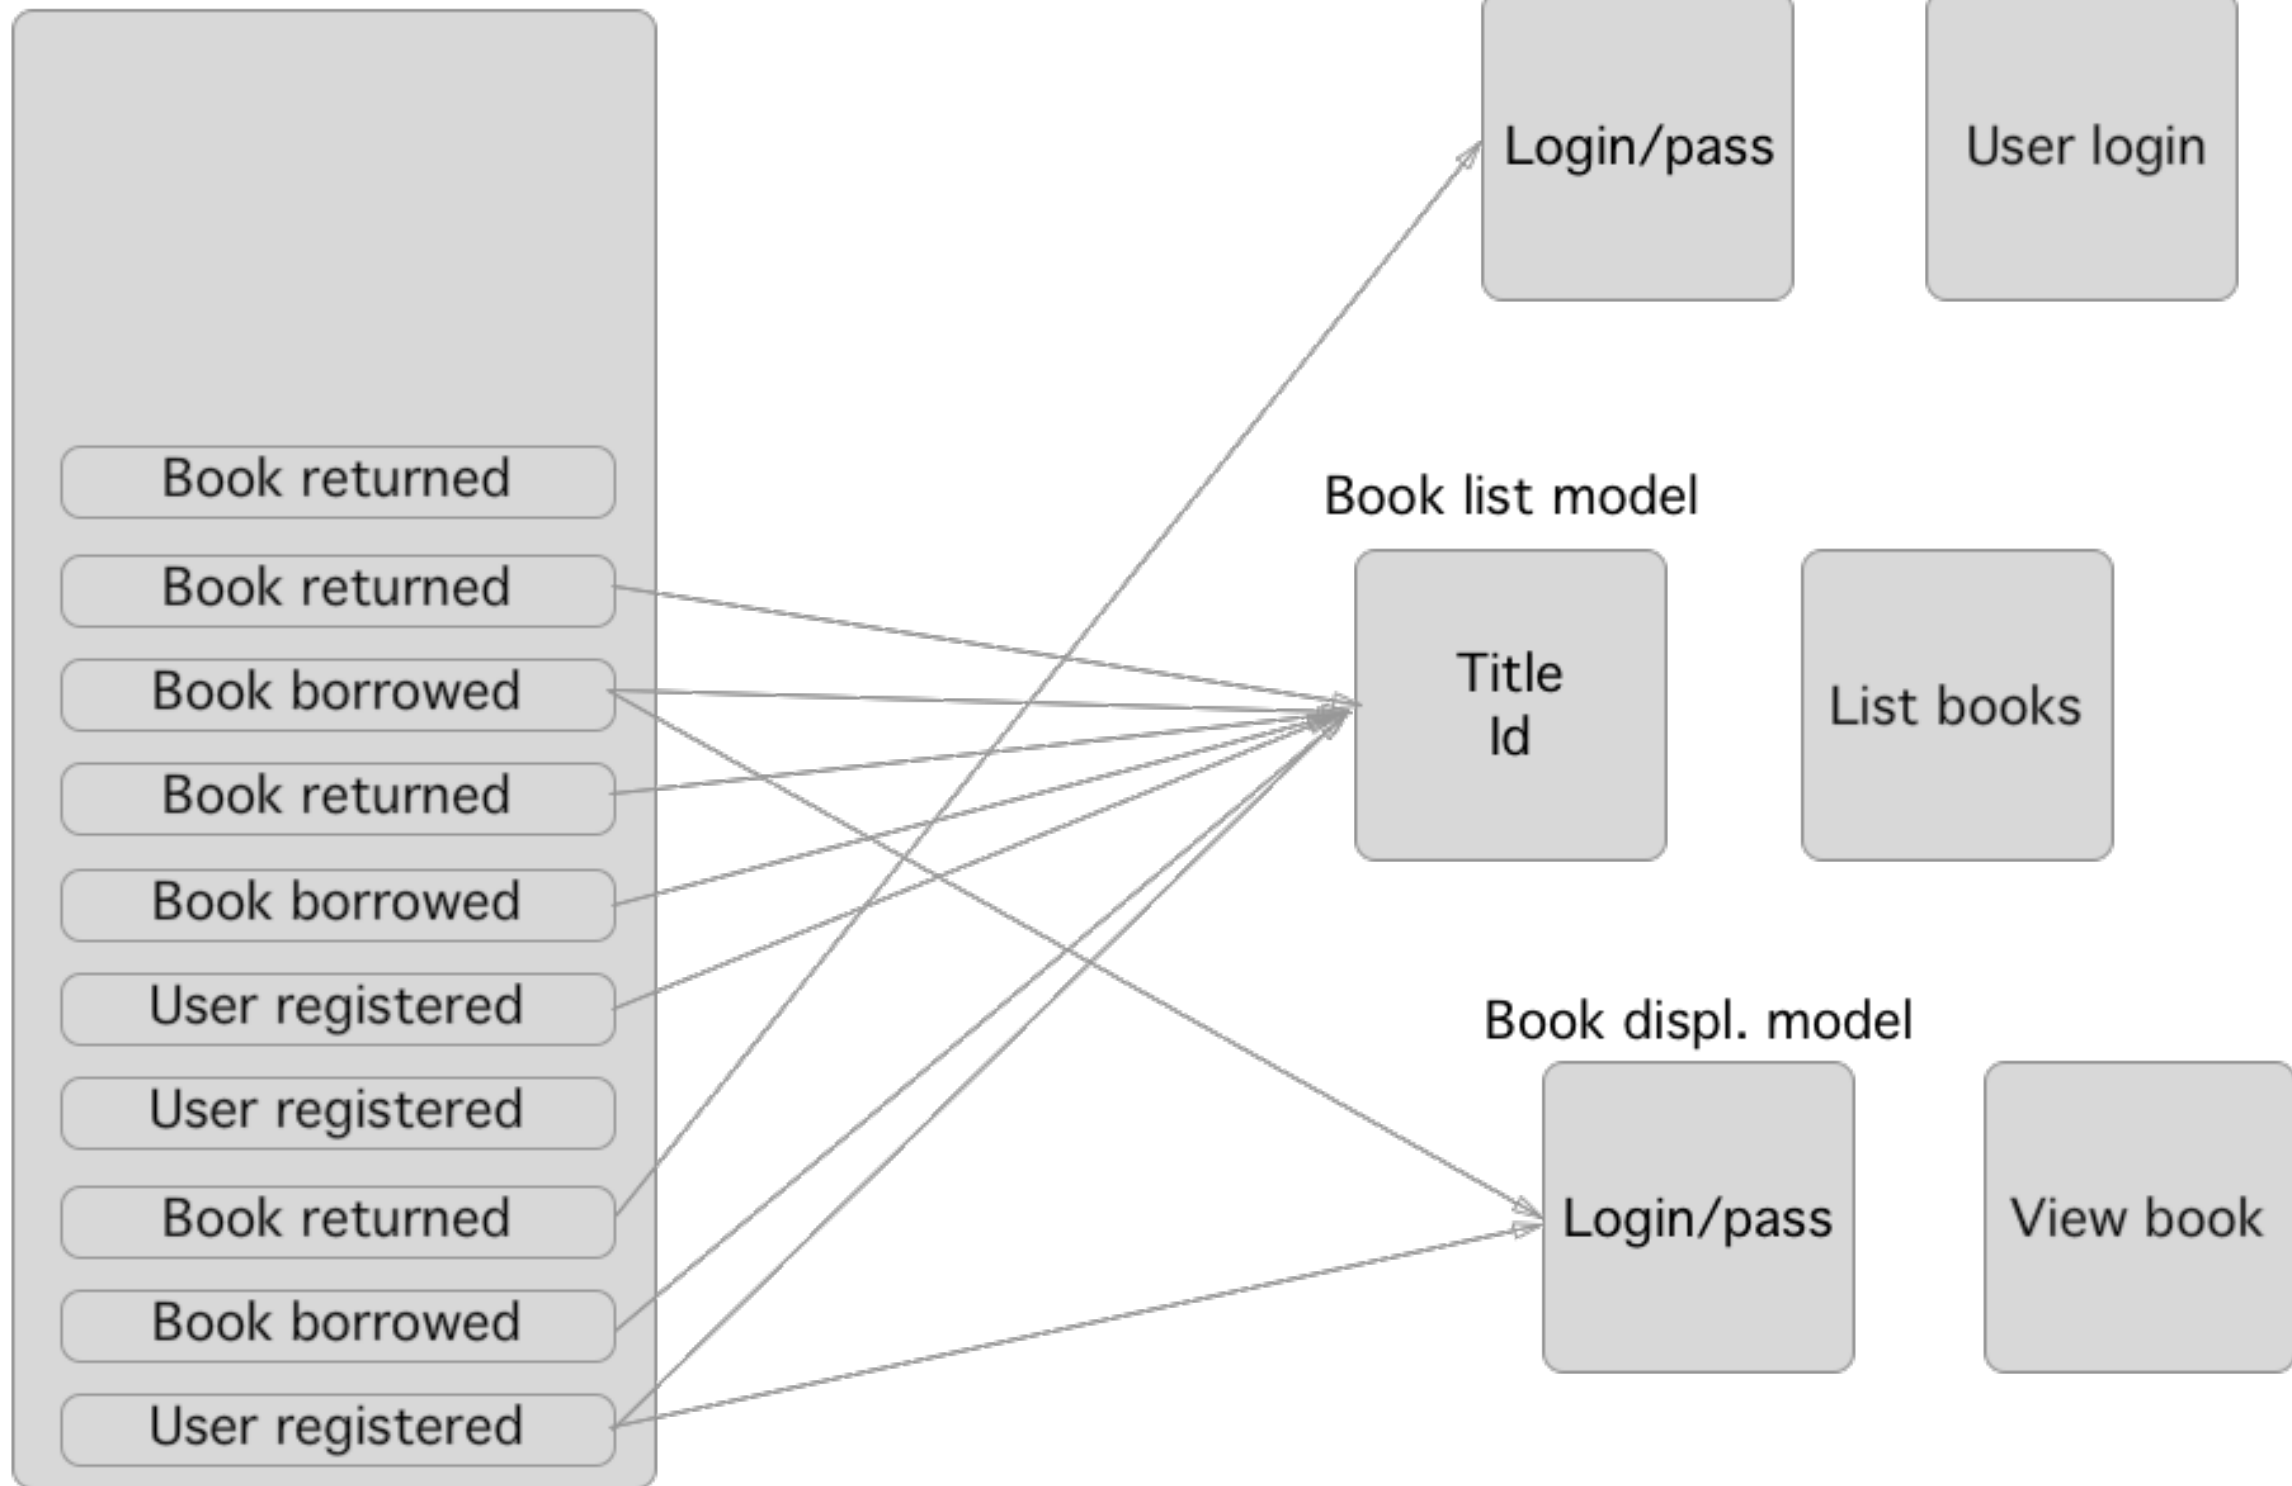 Login/pass
User login
Book returned
Book list model
Book returned
Title
Id
Book borrowed
List books
Book returned
Book borrowed
User registered
Book displ. model
User registered
Book returned
Login/pass
View book
Book borrowed
User registered